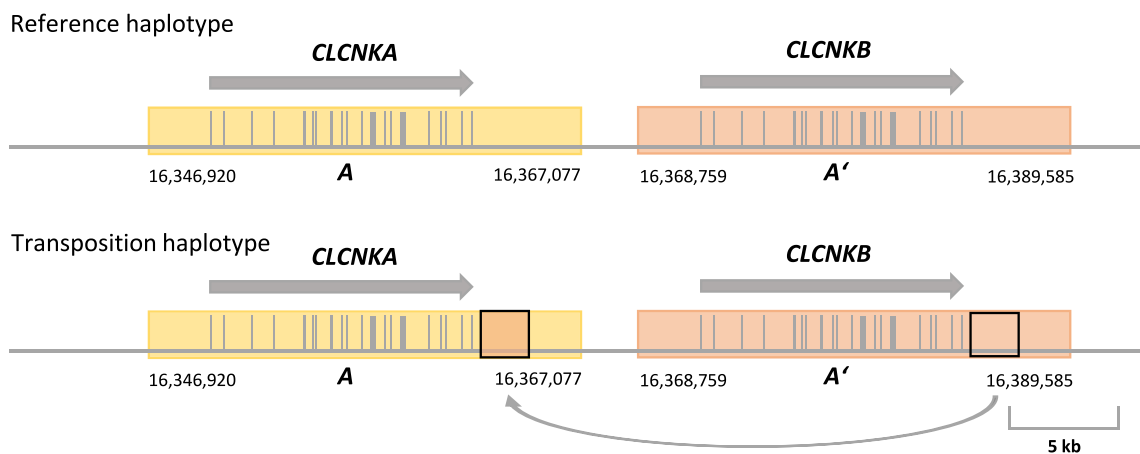 Reference haplotype
CLCNKA CLCNKB
16,346,920 A 16,367,077 16,368,759 A‘ 16,389,585
Transposition haplotype
CLCNKA CLCNKB
16,346,920 A 16,367,077 16,368,759 A‘ 16,389,585
5 kb